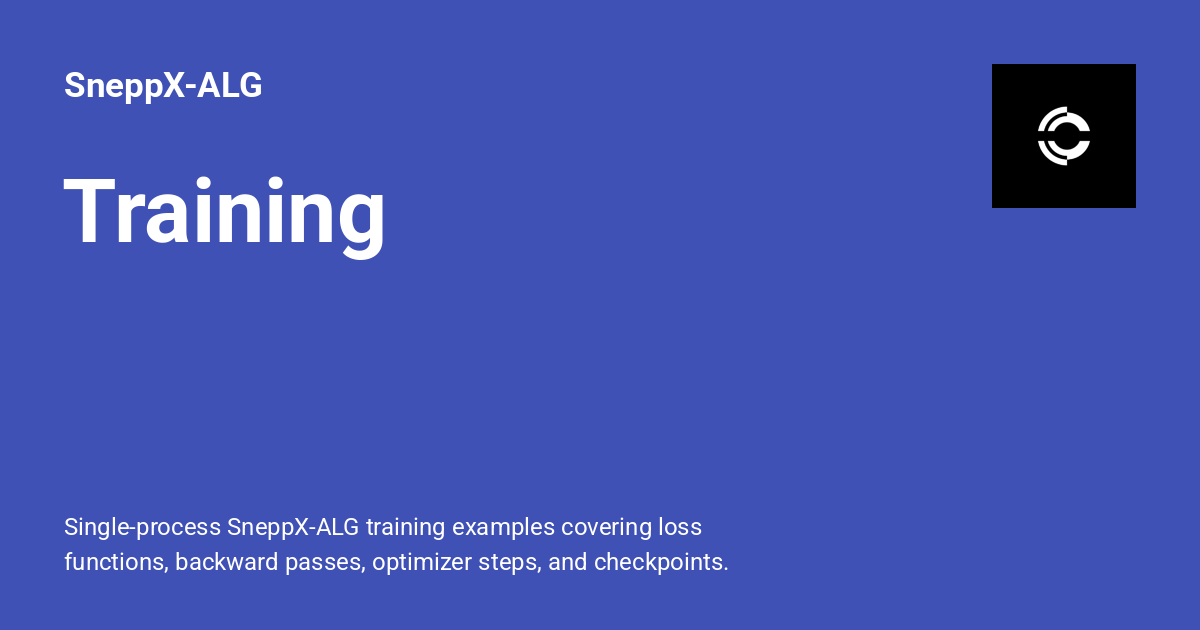 SneppX-ALG
Training
Single-process SneppX-ALG training examples covering loss
functions, backward passes, optimizer steps, and checkpoints.